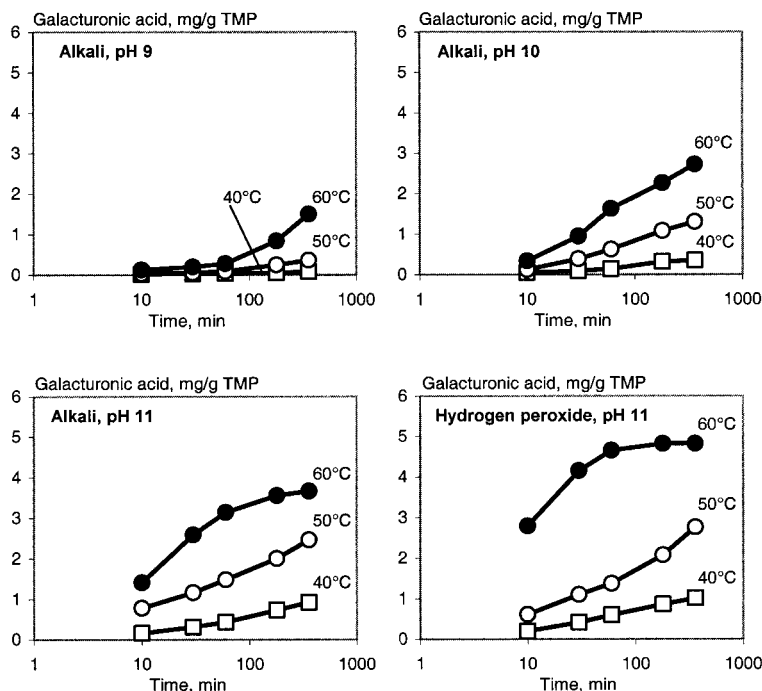 Galacturonic acid, mg/g TMP
Alkali, pH 9
6
5
4
3
2
1
0
40°C
60°C
50°C
1 10 100 1000
Time, min
Galacturonic acid, mg/g TMP
Alkali, pH 10
6
5
4
3
2
1
0
60°C
50°C
40°C
1 10 100 1000
Time, min
Galacturonic acid, mg/g TMP
Alkali, pH 11
6
5
4
3
2
1
0
60°C
50°C
40°C
1 10 100 1000
Time, min
Galacturonic acid, mg/g TMP
Hydrogen peroxide, pH 11
6
5
4
3
2
1
0
60°C
50°C
40°C
1 10 100 1000
Time, min